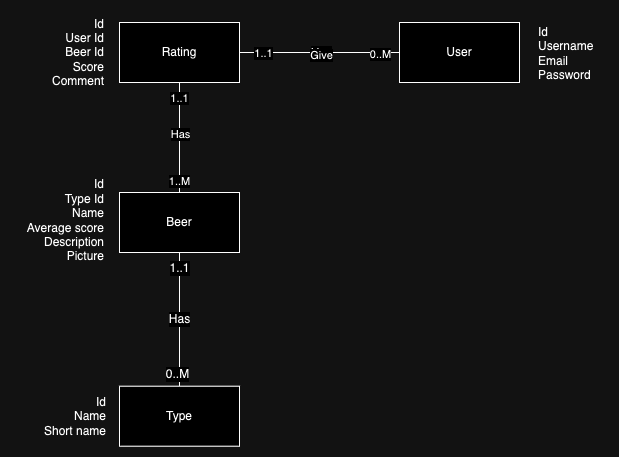 Id
User Id
Beer Id
Score
Comment
Rating
1..1
Give
0..M
User
Id
Username
Email
Password
1..1
Has
1..M
Id
Type Id
Name
Average score
Description
Picture
Beer
1..1
Has
0..M
Id
Name
Short name
Type